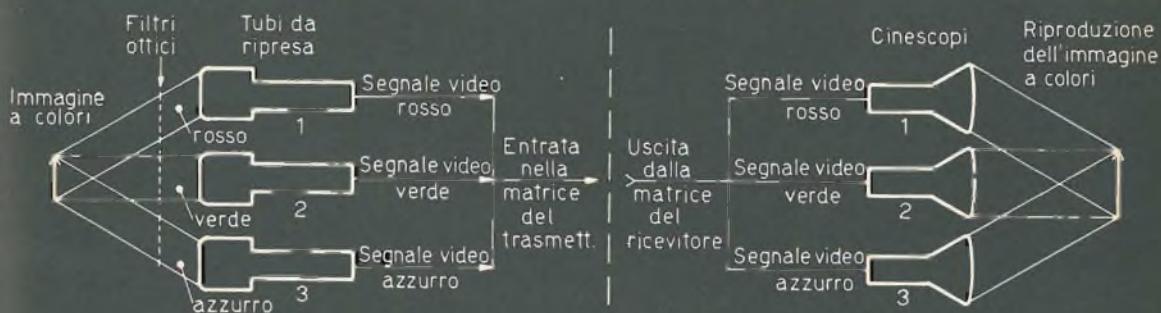 Filtri
ottici
Tubi da
ripresa
Immagine
a colori
rosso
1
Segnale video
rosso
verde
2
Segnale video
verde
azzurro
3
Segnale video
azzurro
Entrata
nella
matrice
del
trasmett.
Uscita
dalla
matrice
del
ricevitore
Segnale video
rosso
Segnale video
verde
Segnale video
azzurro
Cinescopi
1
2
3
Riproduzione
dell'immagine
a colori